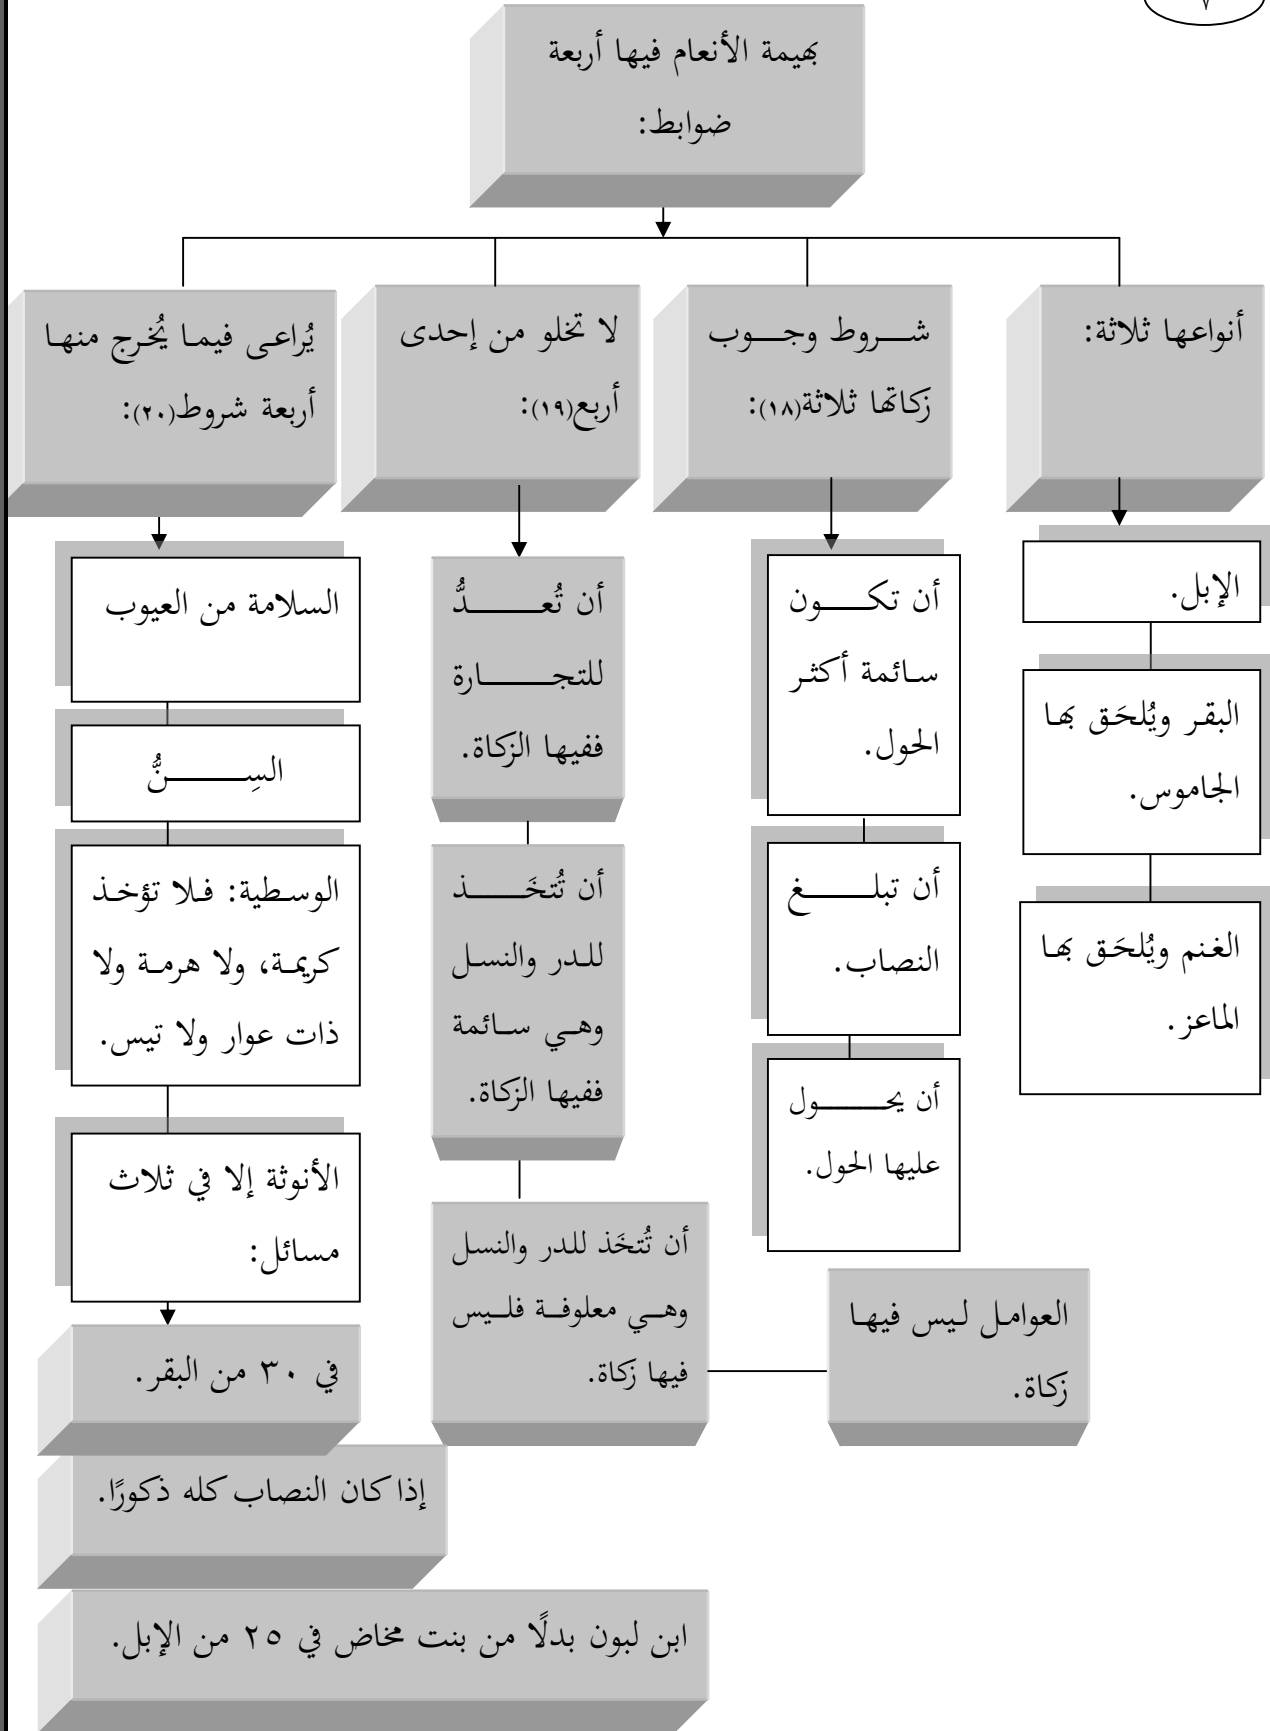 ٧
بهيمة الأنعام فيها أربعة
ضوابط:
أنواعها ثلاثة:
الإبل.
البقر ويُلحَق بها
الجاموس.
الغنم ويُلحَق بها
الماعز.
شروط وجوب
زكاتها ثلاثة(١٨):
أن تكون
سائمة أكثر
الحول.
أن تبلغ
النصاب.
أن يحول
عليها الحول.
لا تخلو من إحدى
أربع(١٩):
أن تُعدُّ
للتجارة
ففيها الزكاة.
أن تُتخَذ
للدر والنسل
وهي سائمة
ففيها الزكاة.
أن تُتخَذ للدر والنسل
وهي معلوفة فليس
فيها زكاة.
العوامل ليس فيها
زكاة.
يُراعى فيما يُخرج منها
أربعة شروط(٢٠):
السلامة من العيوب
السِنُّ
الوسطية: فلا تؤخذ
كريمة، ولا هرمة ولا
ذات عوار ولا تيس.
الأنوثة إلا في ثلاث
مسائل:
في ٣٠ من البقر.
إذا كان النصاب كله ذكورًا.
ابن لبون بدلًا من بنت مخاض في ٢٥ من الإبل.